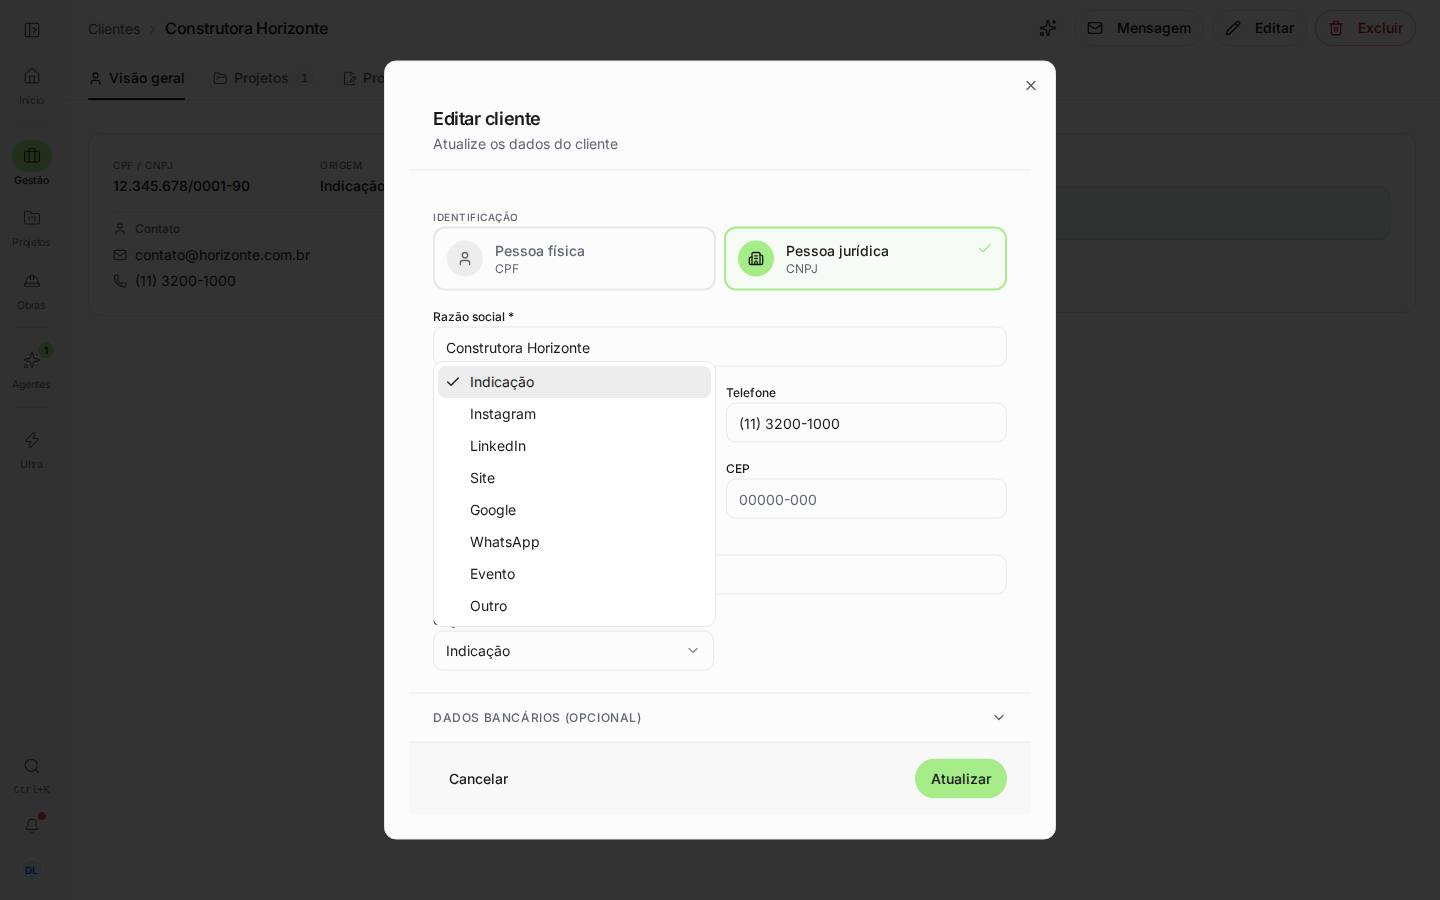 Clientes > Construtora Horizonte
Mensagem
Editar
Excluir
Início
Gestão
Projetos
Obras
1
Agentes
Ultra
Ctrl+K
DL
Visão geral
Projetos 1
Pro
CPF / CNPJ
12.345.678/0001-90
ORIGEM
Indicação
Contato
contato@horizonte.com.br
(11) 3200-1000
Editar cliente
Atualize os dados do cliente
IDENTIFICAÇÃO
Pessoa física
CPF
Pessoa jurídica
CNPJ
Razão social *
Construtora Horizonte
Indicação
Instagram
LinkedIn
Site
Google
WhatsApp
Evento
Outro
Telefone
(11) 3200-1000
CEP
00000-000
Indicação
DADOS BANCÁRIOS (OPCIONAL)
Cancelar
Atualizar